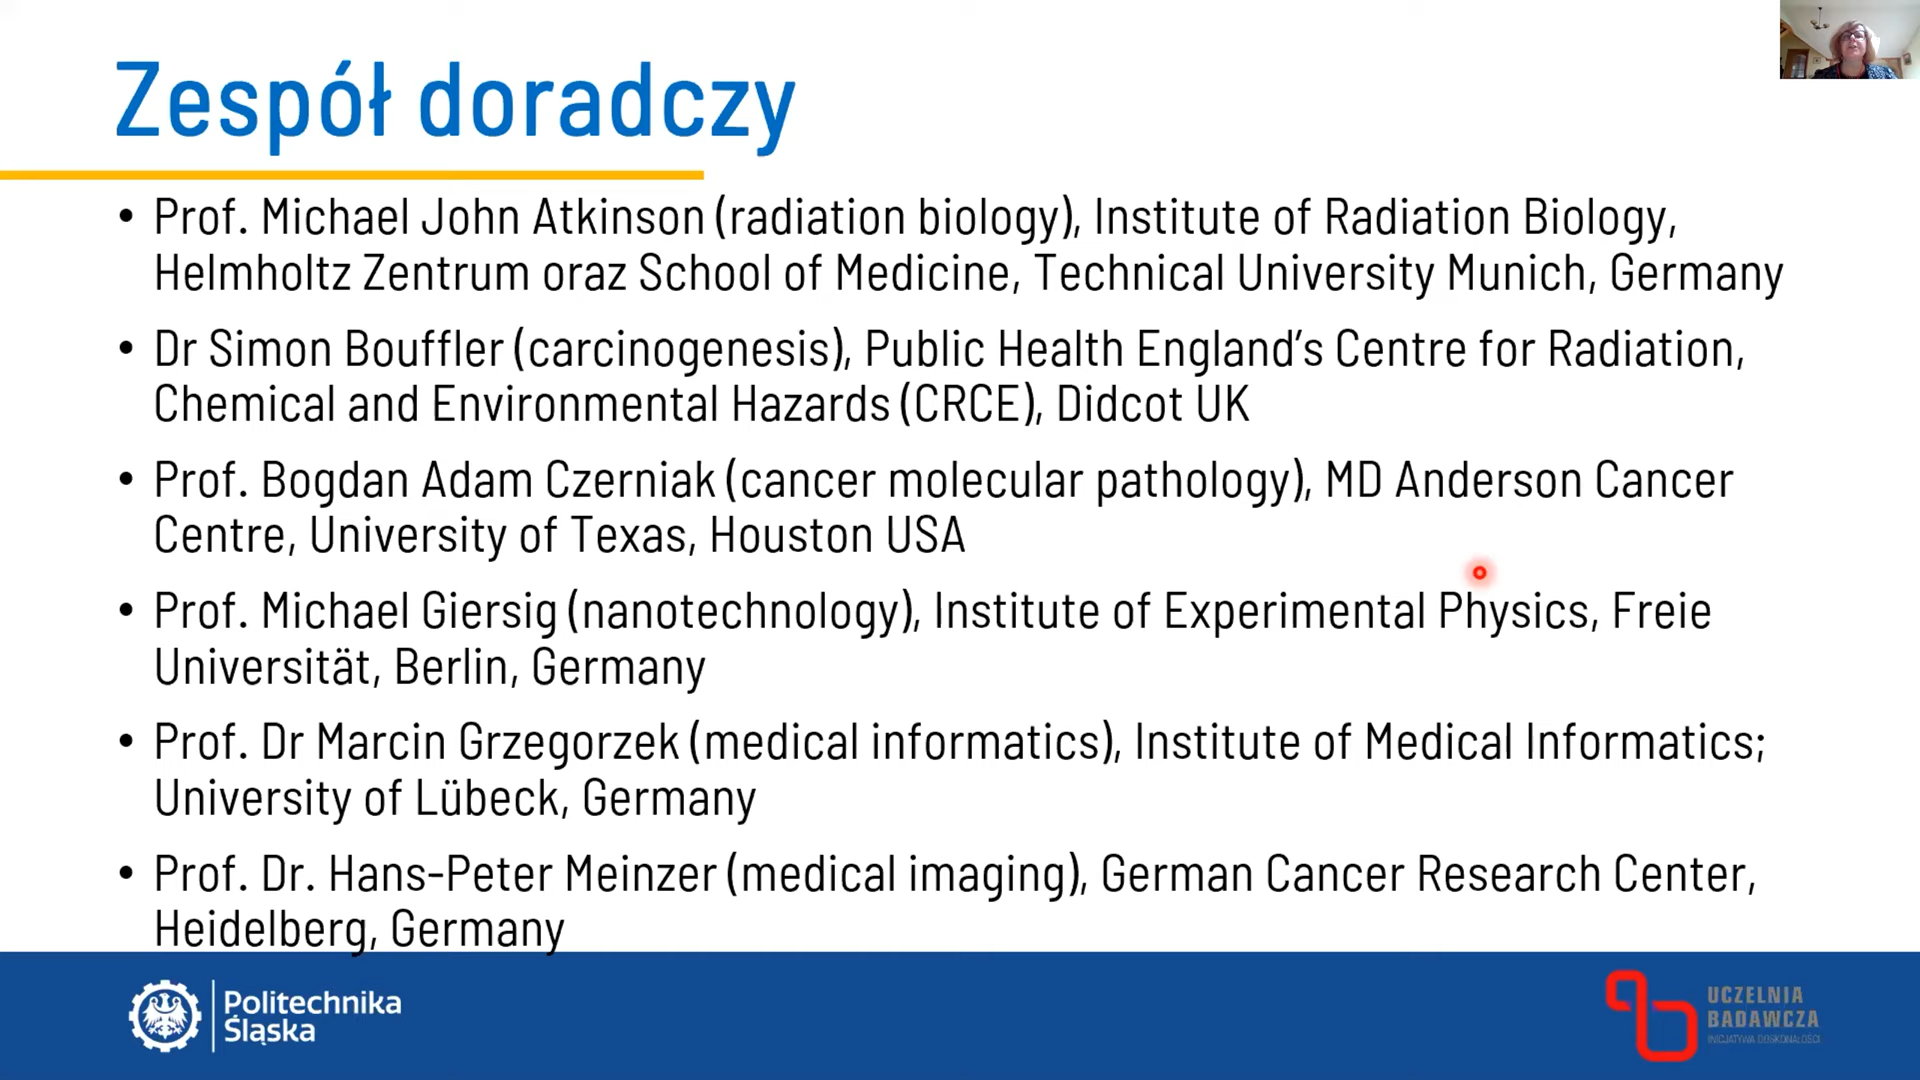 Zespół doradczy
• Prof. Michael John Atkinson (radiation biology), Institute of Radiation Biology,
Helmholtz Zentrum oraz School of Medicine, Technical University Munich, Germany
• Dr Simon Bouffler (carcinogenesis), Public Health England's Centre for Radiation,
Chemical and Environmental Hazards (CRCE), Didcot UK
• Prof. Bogdan Adam Czerniak (cancer molecular pathology), MD Anderson Cancer
Centre, University of Texas, Houston USA
• Prof. Michael Giersig (nanotechnology), Institute of Experimental Physics, Freie
Universität, Berlin, Germany
• Prof. Dr Marcin Grzegorzek (medical informatics), Institute of Medical Informatics;
University of Lübeck, Germany
• Prof. Dr. Hans-Peter Meinzer (medical imaging), German Cancer Research Center,
Heidelberg, Germany
Politechnika
Śląska
UCZELNIA
BADAWCZA
INICJATYWA DOSKONAŁOŚCI